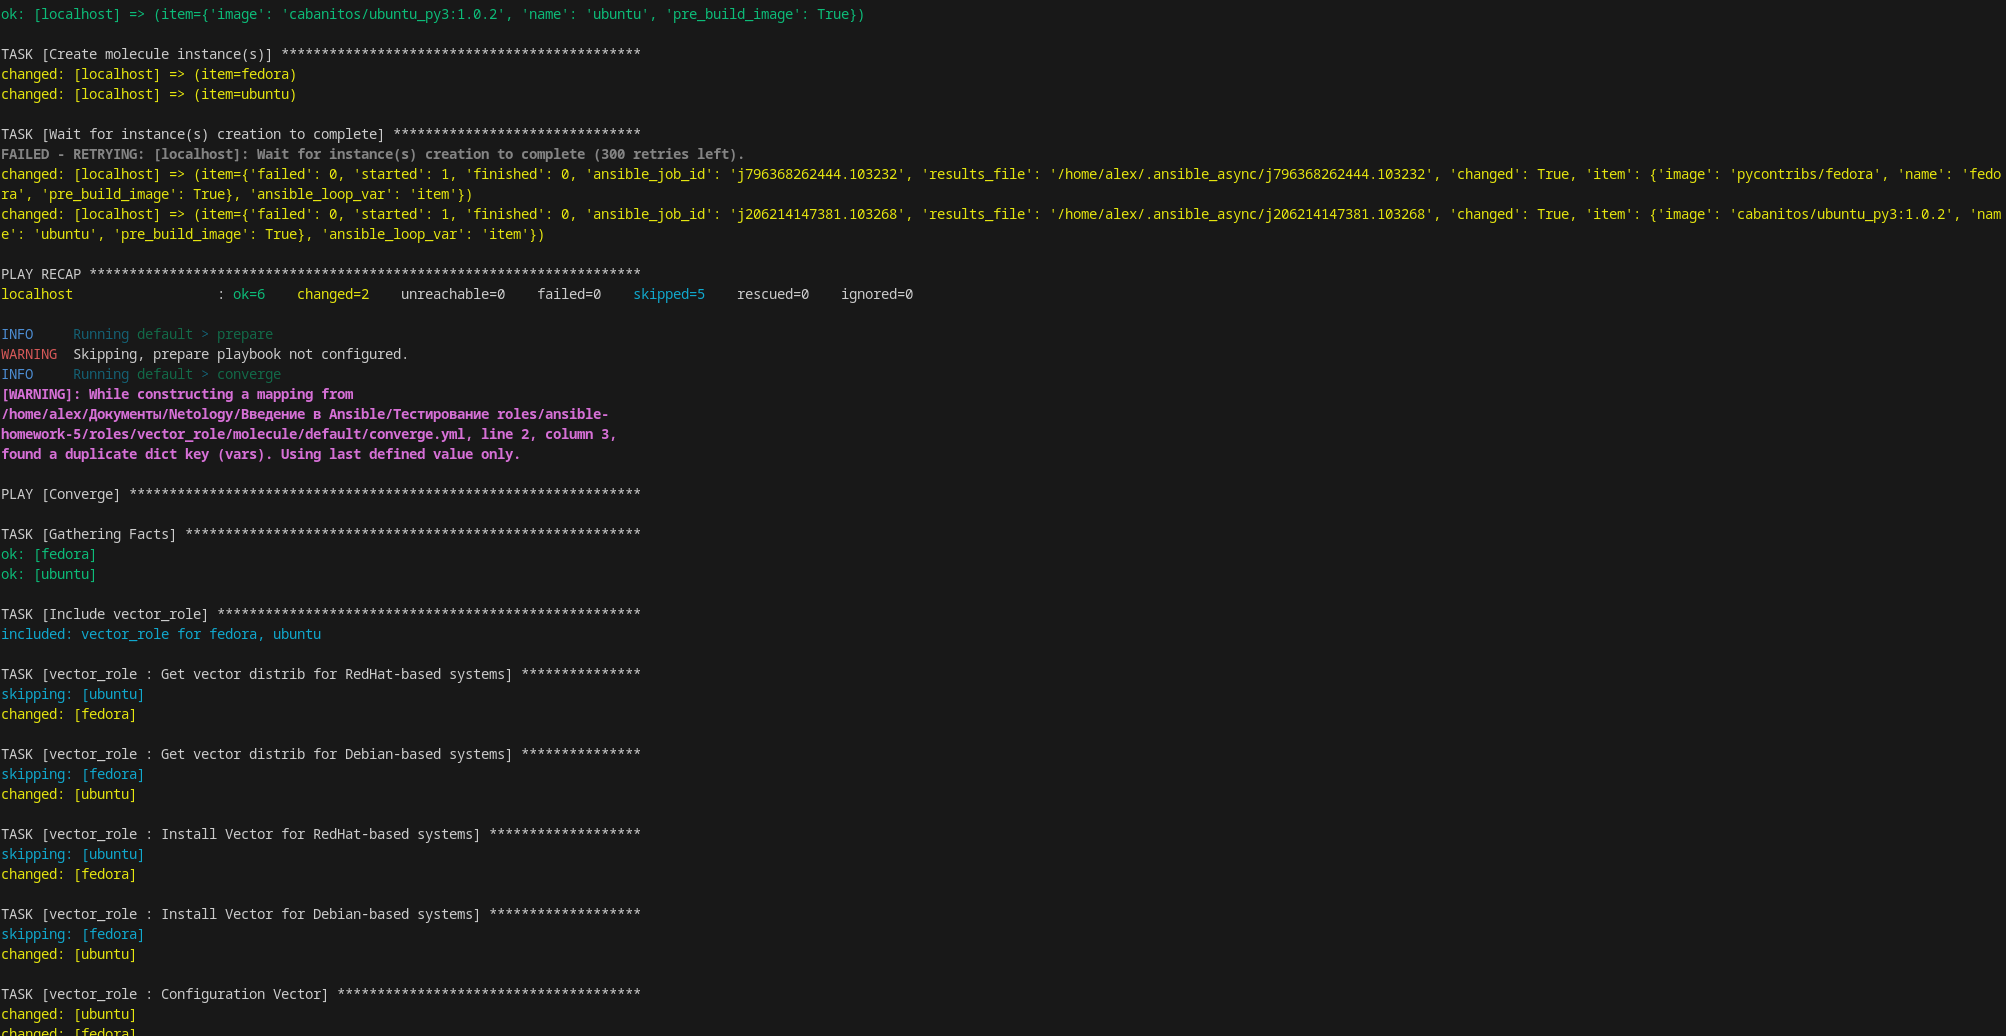 ok: [localhost] => (item={'image': 'cabanitos/ubuntu_py3:1.0.2', 'name': 'ubuntu', 'pre_build_image': True})
TASK [Create molecule instance(s)] *********************************************
changed: [localhost] => (item=fedora)
changed: [localhost] => (item=ubuntu)
TASK [Wait for instance(s) creation to complete] *******************************
FAILED - RETRYING: [localhost]: Wait for instance(s) creation to complete (300 retries left).
changed: [localhost] => (item={'failed': 0, 'started': 1, 'finished': 0, 'ansible_job_id': 'j796368262444.103232', 'results_file': '/home/alex/.ansible_async/j796368262444.103232', 'changed': True, 'item': {'image': 'pycontribs/fedora', 'name': 'fedo
ra', 'pre_build_image': True}, 'ansible_loop_var': 'item'})
changed: [localhost] => (item={'failed': 0, 'started': 1, 'finished': 0, 'ansible_job_id': 'j206214147381.103268', 'results_file': '/home/alex/.ansible_async/j206214147381.103268', 'changed': True, 'item': {'image': 'cabanitos/ubuntu_py3:1.0.2', 'nam
e': 'ubuntu', 'pre_build_image': True}, 'ansible_loop_var': 'item'})
PLAY RECAP *********************************************************************
localhost                  : ok=6    changed=2    unreachable=0    failed=0    skipped=5    rescued=0    ignored=0
INFO     Running default > prepare
WARNING  Skipping, prepare playbook not configured.
INFO     Running default > converge
[WARNING]: While constructing a mapping from
/home/alex/Документы/Netology/Введение в Ansible/Тестирование roles/ansible-
homework-5/roles/vector_role/molecule/default/converge.yml, line 2, column 3,
found a duplicate dict key (vars). Using last defined value only.
PLAY [Converge] ****************************************************************
TASK [Gathering Facts] *********************************************************
ok: [fedora]
ok: [ubuntu]
TASK [Include vector_role] *****************************************************
included: vector_role for fedora, ubuntu
TASK [vector_role : Get vector distrib for RedHat-based systems] ***************
skipping: [ubuntu]
changed: [fedora]
TASK [vector_role : Get vector distrib for Debian-based systems] ***************
skipping: [fedora]
changed: [ubuntu]
TASK [vector_role : Install Vector for RedHat-based systems] *******************
skipping: [ubuntu]
changed: [fedora]
TASK [vector_role : Install Vector for Debian-based systems] *******************
skipping: [fedora]
changed: [ubuntu]
TASK [vector_role : Configuration Vector] **************************************
changed: [ubuntu]
changed: [fedora]